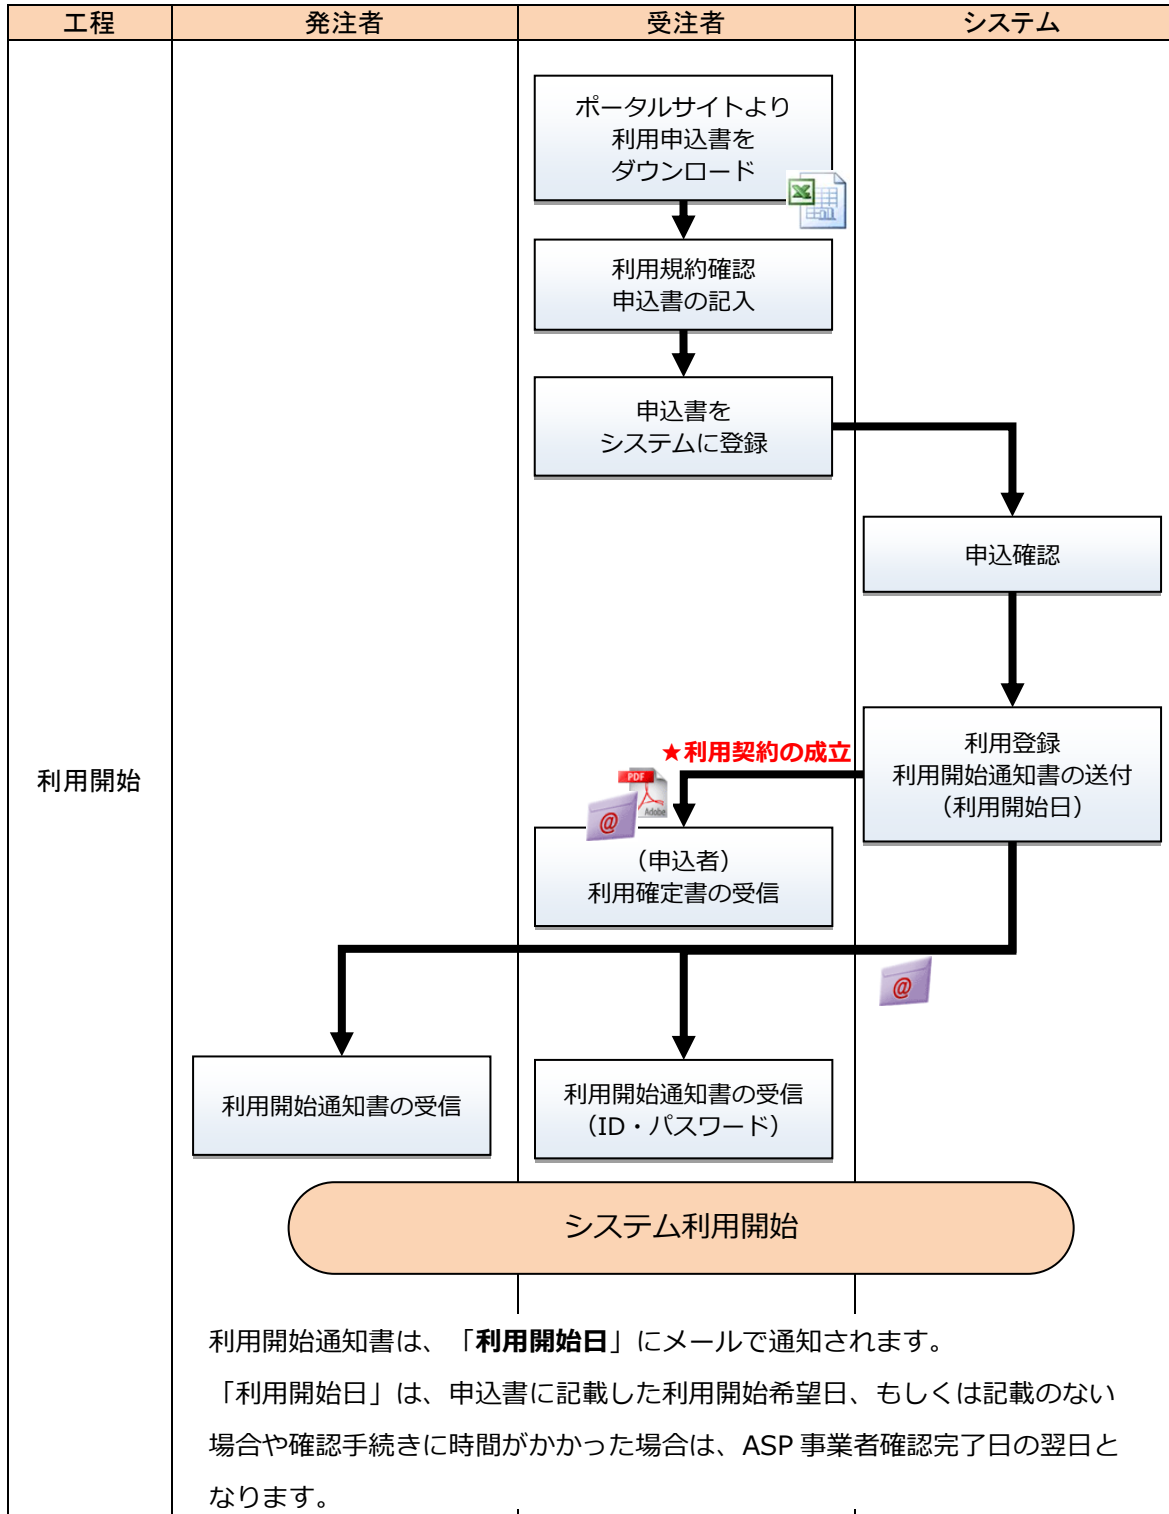 工程 発注者 受注者 システム
ポータルサイトより
利用申込書を
ダウンロード
利用規約確認
申込書の記入
申込書を
システムに登録
申込確認
利用登録
利用開始通知書の送付
（利用開始日）
★利用契約の成立
利用開始
PDF
Adobe
@
（申込者）
利用確定書の受信
@
利用開始通知書の受信
利用開始通知書の受信
（ID・パスワード）
システム利用開始
利用開始通知書は、「利用開始日」にメールで通知されます。
「利用開始日」は、申込書に記載した利用開始希望日、もしくは記載のない
場合や確認手続きに時間がかかった場合は、ASP 事業者確認完了日の翌日と
なります。